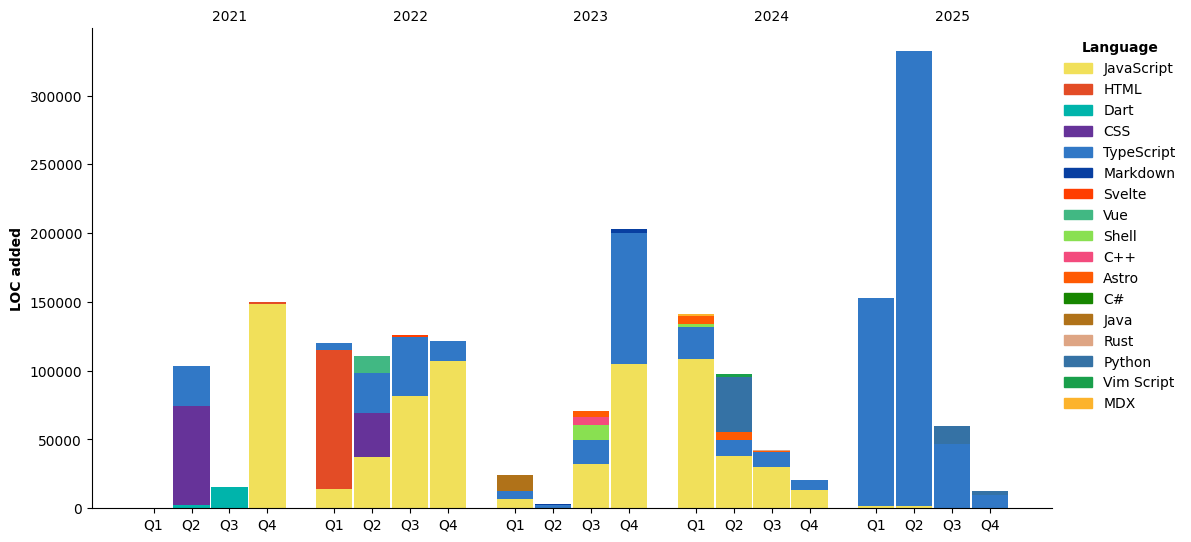 2021 2022 2023 2024 2025
Language
JavaScript
HTML
Dart
CSS
TypeScript
Markdown
Svelte
Vue
Shell
C++
Astro
C#
Java
Rust
Python
Vim Script
MDX
LOC added
300000
250000
200000
150000
100000
50000
0
Q1 Q2 Q3 Q4 Q1 Q2 Q3 Q4 Q1 Q2 Q3 Q4 Q1 Q2 Q3 Q4 Q1 Q2 Q3 Q4